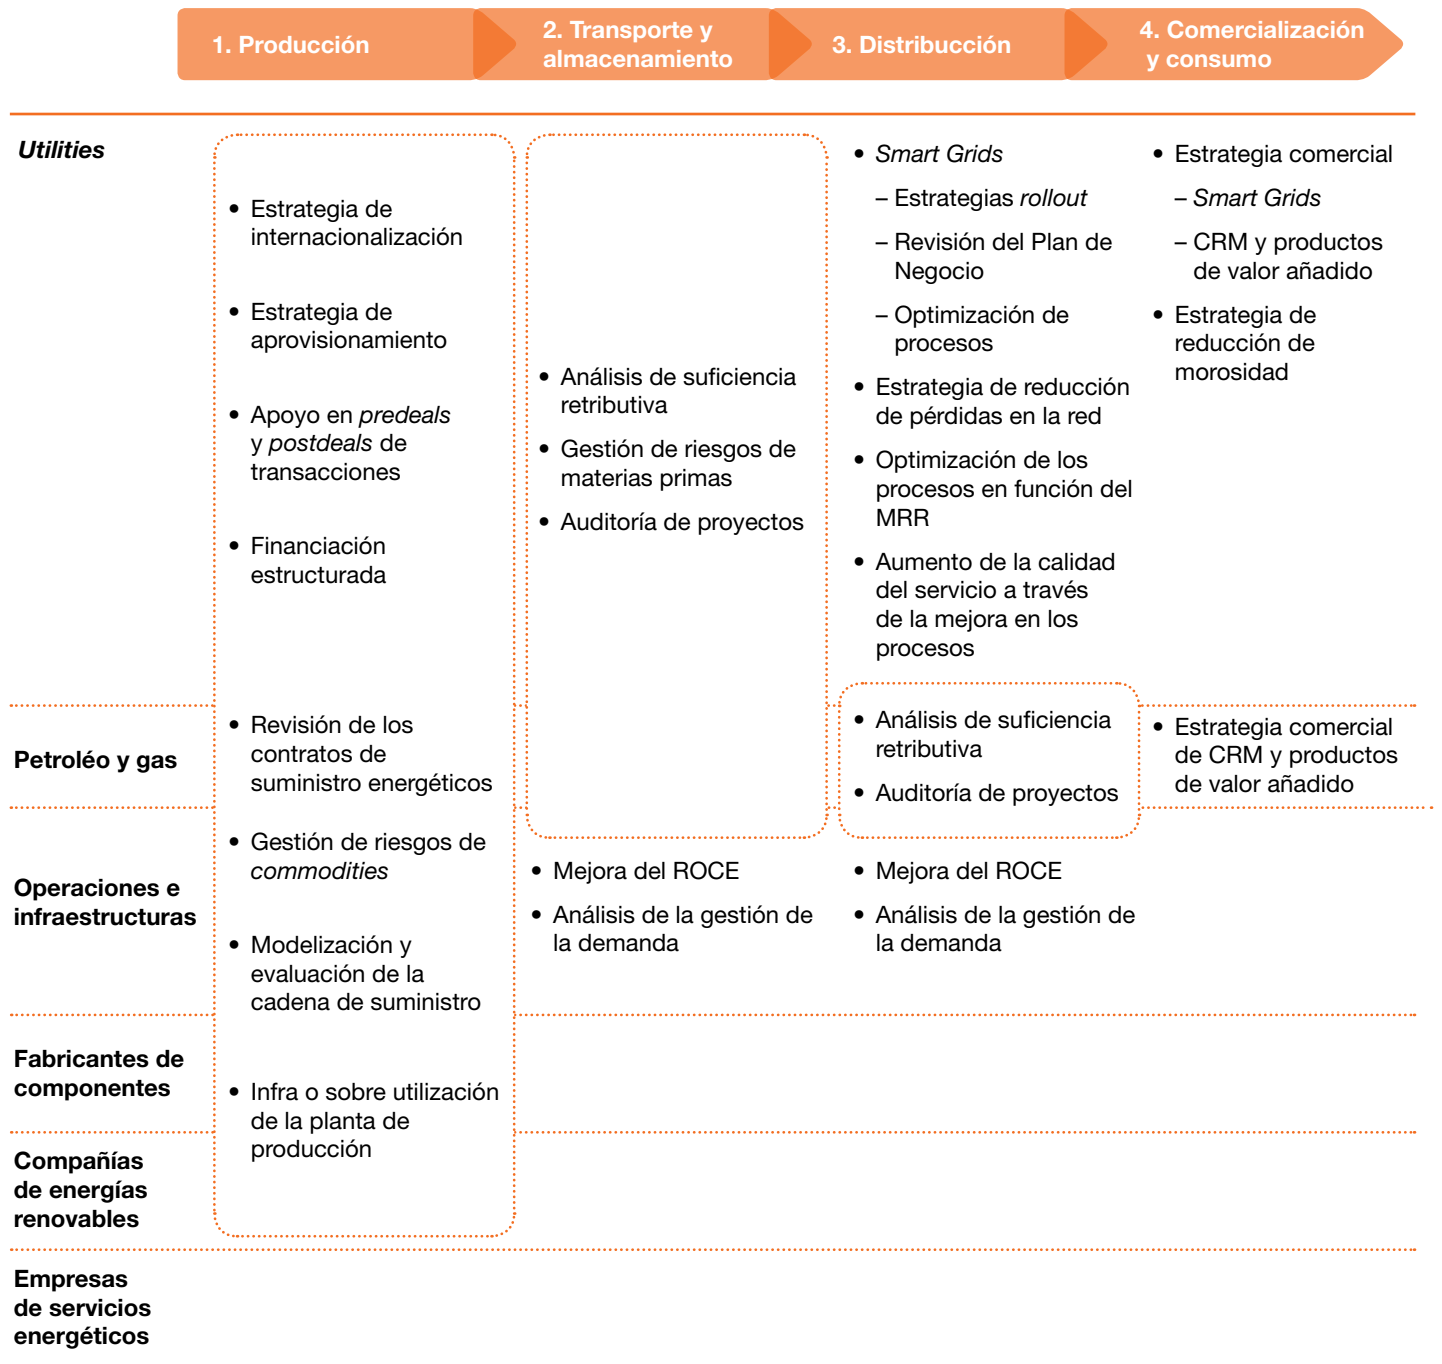 1. Producción
2. Transporte y
almacenamiento
3. Distribucción
4. Comercialización
y consumo
Utilities
• Estrategia de
internacionalización
• Estrategia de
aprovisionamiento
• Apoyo en predeals
y postdeals de
transacciones
• Financiación
estructurada
• Revisión de los
contratos de
suministro energéticos
• Gestión de riesgos de
commodities
• Modelización y
evaluación de la
cadena de suministro
• Infra o sobre utilización
de la planta de
producción
• Análisis de suficiencia
retributiva
• Gestión de riesgos de
materias primas
• Auditoría de proyectos
• Smart Grids
– Estrategias rollout
– Revisión del Plan de
Negocio
– Optimización de
procesos
• Estrategia de reducción
de pérdidas en la red
• Optimización de los
procesos en función del
MRR
• Aumento de la calidad
del servicio a través
de la mejora en los
procesos
• Estrategia comercial
– Smart Grids
– CRM y productos
de valor añadido
• Estrategia de
reducción de
morosidad
Petroléo y gas
• Análisis de suficiencia
retributiva
• Auditoría de proyectos
• Estrategia comercial
de CRM y productos
de valor añadido
Operaciones e
infraestructuras
• Mejora del ROCE
• Análisis de la gestión de
la demanda
• Mejora del ROCE
• Análisis de la gestión de
la demanda
Fabricantes de
componentes
Compañías
de energías
renovables
Empresas
de servicios
energéticos